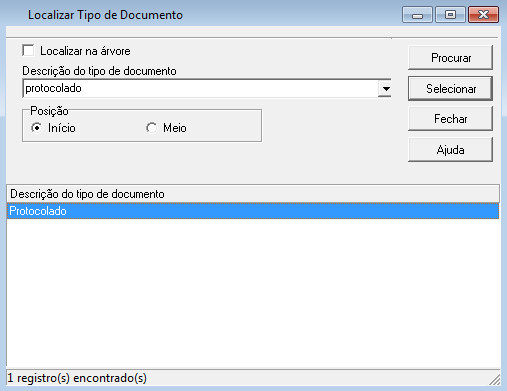 Localizar Tipo de Documento
Localizar na árvore
Descrição do tipo de documento
protocolado
Posição
Início
Meio
Procurar
Selecionar
Fechar
Ajuda
Descrição do tipo de documento
Protocolado
1 registro(s) encontrado(s)